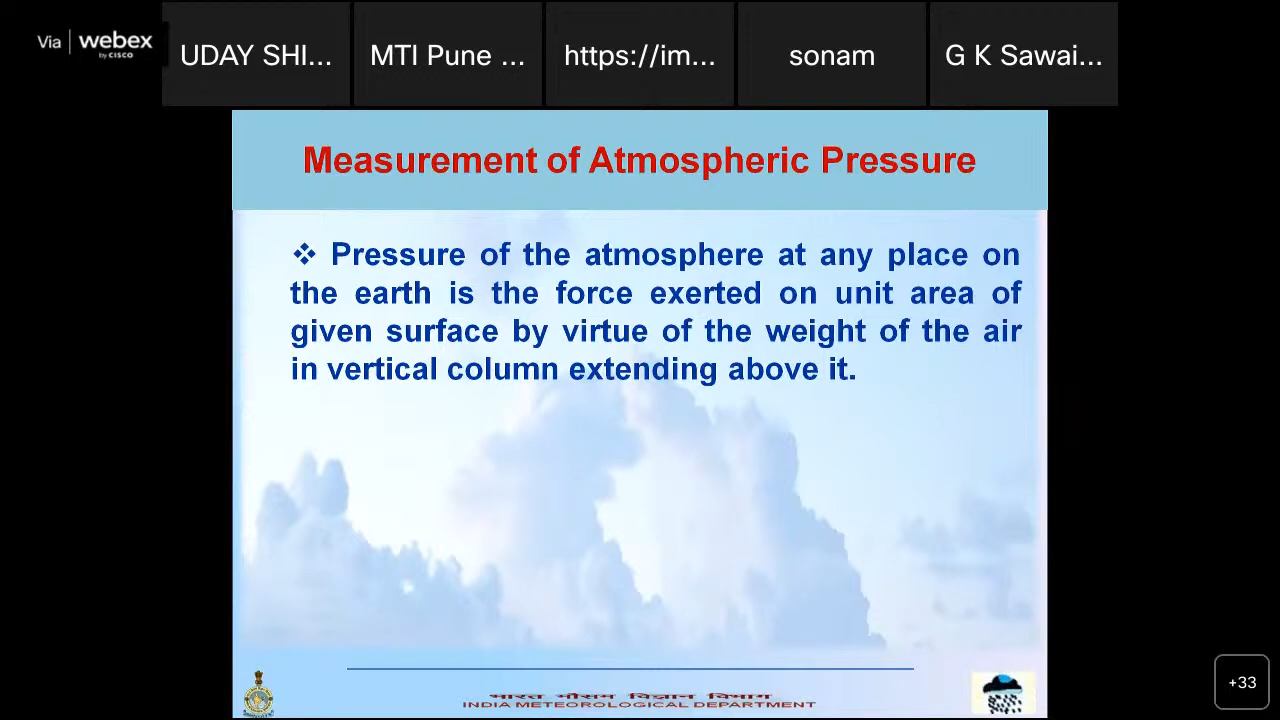 Via webex
by CISCO
UDAY SHI...
MTI Pune ...
https://im...
sonam
G K Sawai...
Measurement of Atmospheric Pressure
❖ Pressure of the atmosphere at any place on
the earth is the force exerted on unit area of
given surface by virtue of the weight of the air
in vertical column extending above it.
भारत मौसम विज्ञान विभाग
INDIA METEOROLOGICAL DEPARTMENT
+33